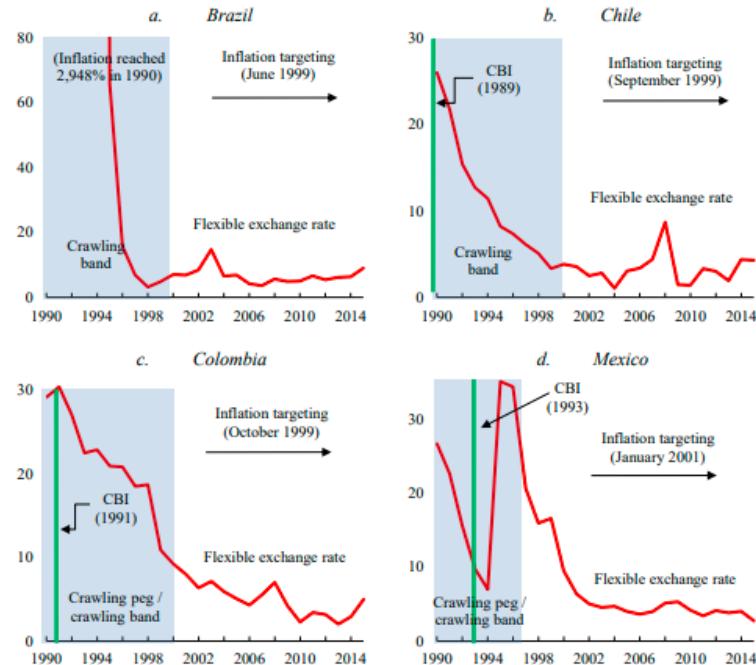 a. Brazil
80
60
40
20
0
(Inflation reached
2,948% in 1990)
Inflation targeting
(June 1999)
Crawling
band
Flexible exchange rate
1990 1994 1998 2002 2006 2010 2014
b. Chile
30
20
10
0
CBI
(1989)
Inflation targeting
(September 1999)
Crawling
band
Flexible exchange rate
1990 1994 1998 2002 2006 2010 2014
c. Colombia
30
20
10
0
Inflation targeting
(October 1999)
CBI
(1991)
Flexible exchange rate
Crawling peg /
crawling band
1990 1994 1998 2002 2006 2010 2014
d. Mexico
30
20
10
0
CBI
(1993)
Inflation targeting
(January 2001)
Flexible exchange rate
Crawling peg /
crawling band
1990 1994 1998 2002 2006 2010 2014